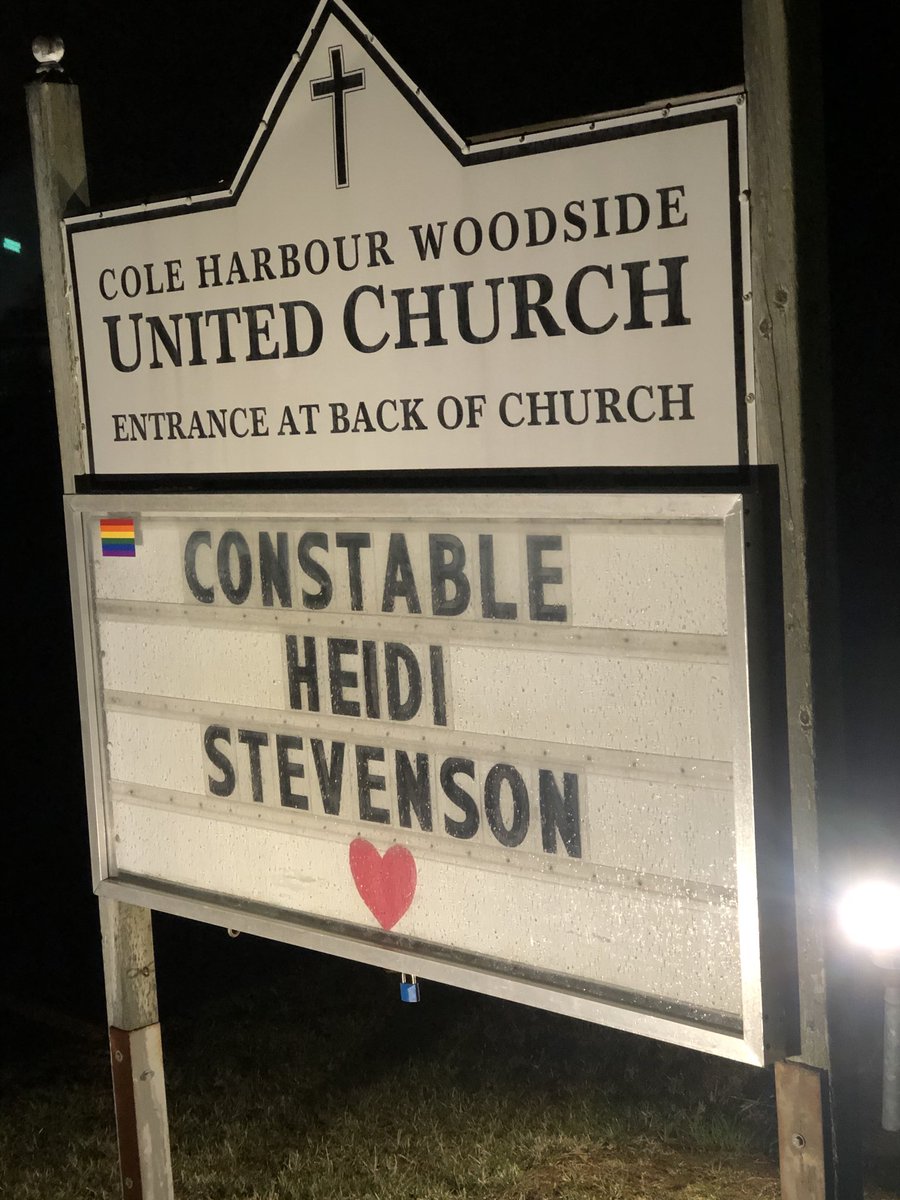 COLE HARBOUR WOODSIDE
UNITED CHURCH
ENTRANCE AT BACK OF CHURCH
CONSTABLE
HEIDI
STEVENSON